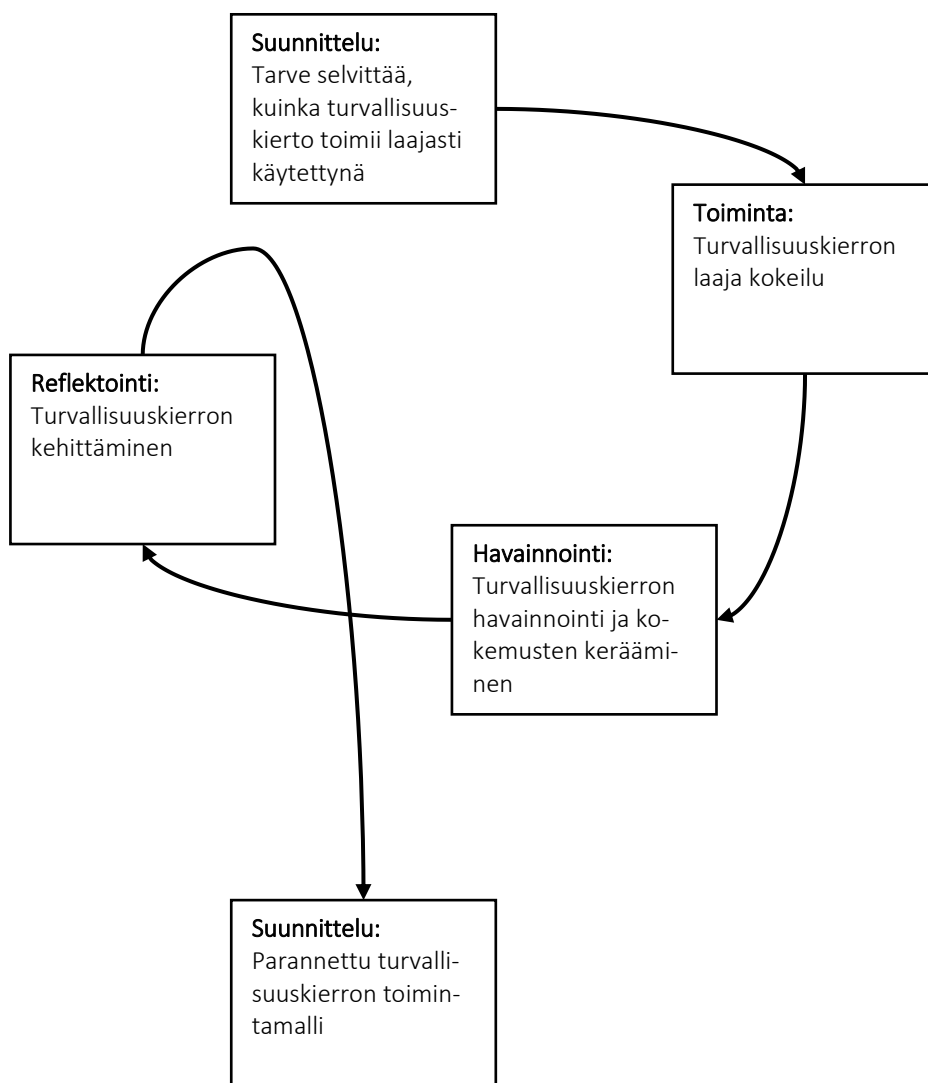 Suunnittelu:
Tarve selvittää,
kuinka turvallisuus-
kierto toimii laajasti
käytettynä
Toiminta:
Turvallisuuskierron
laaja kokeilu
Havainnointi:
Turvallisuuskierron
havainnointi ja ko-
kemusten keräämi-
nen
Reflektointi:
Turvallisuuskierron
kehittäminen
Suunnittelu:
Parannettu turvalli-
suuskierron toimin-
tamalli